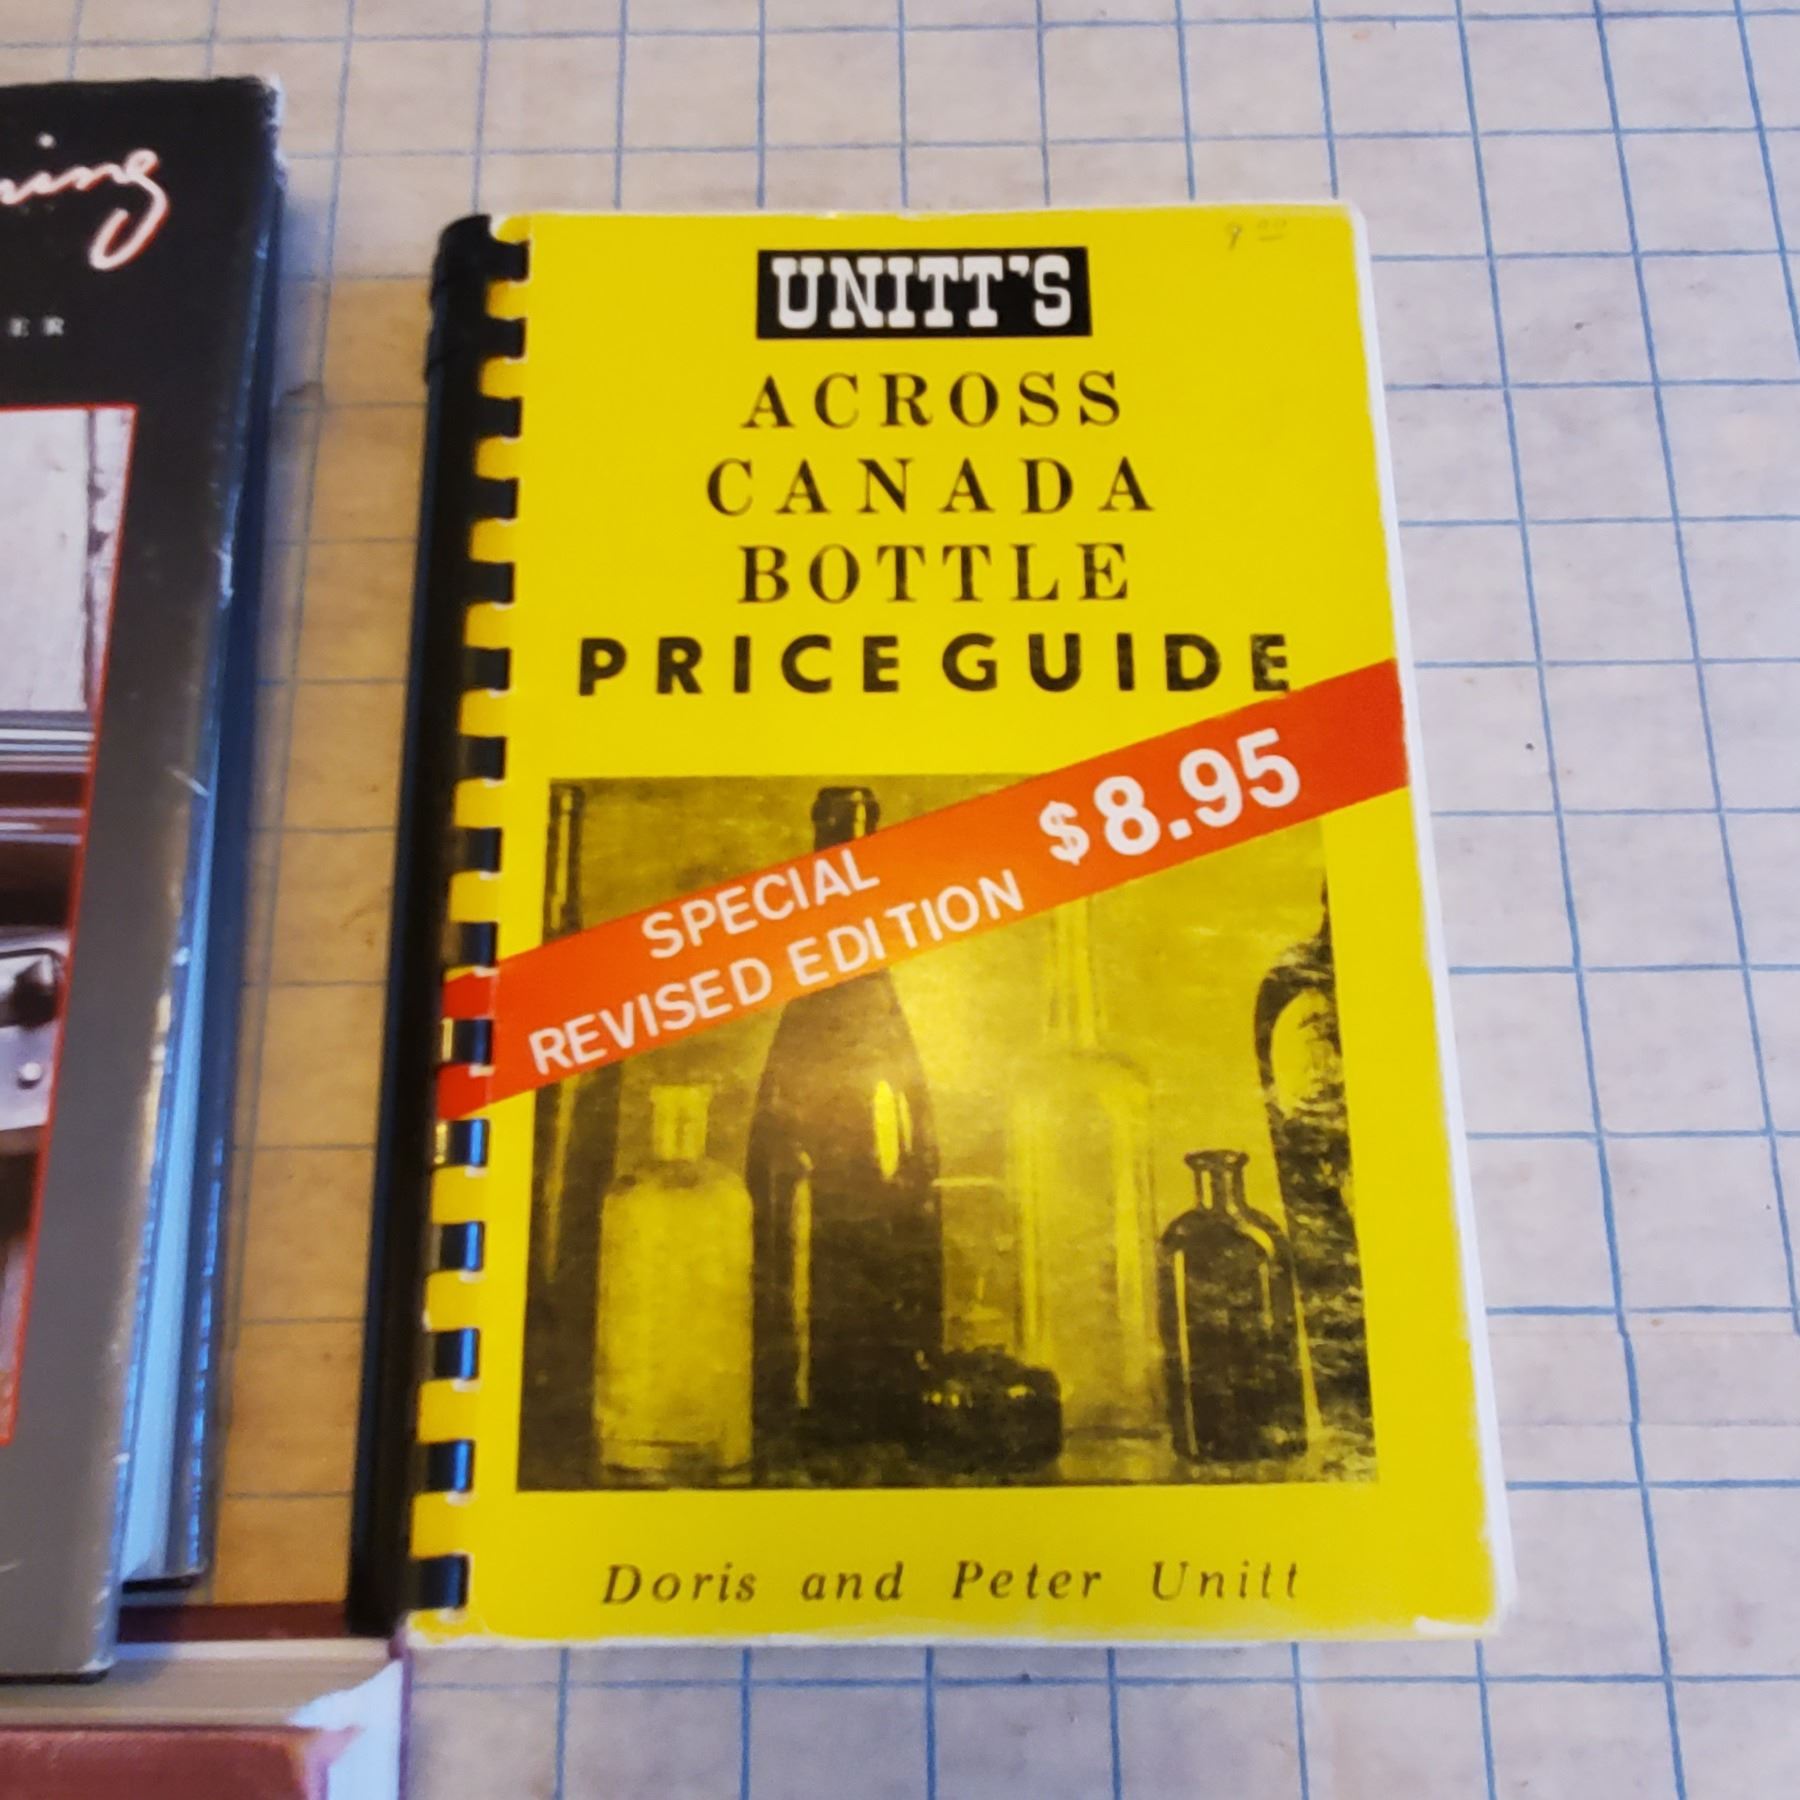 UNITT'S
ACROSS
CANADA
BOTTLE
PRICE GUIDE
SPECIAL
REVISED EDITION $8.95
Doris and Peter Unitt